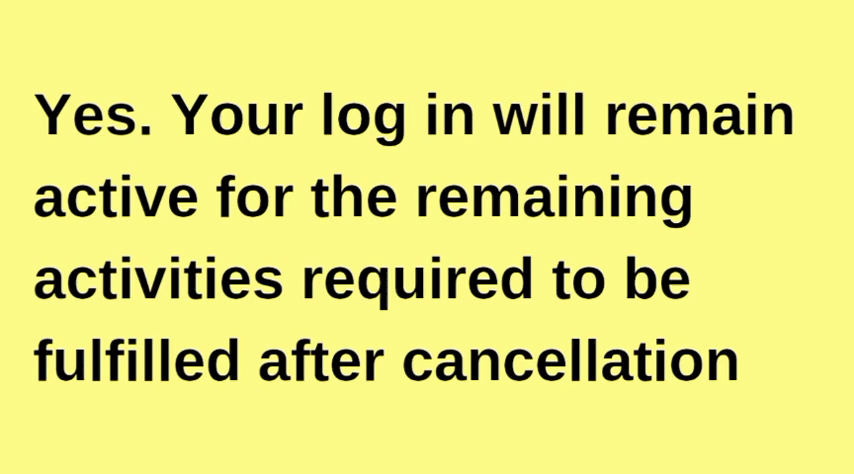 Yes. Your log in will remain
active for the remaining
activities required to be
fulfilled after cancellation